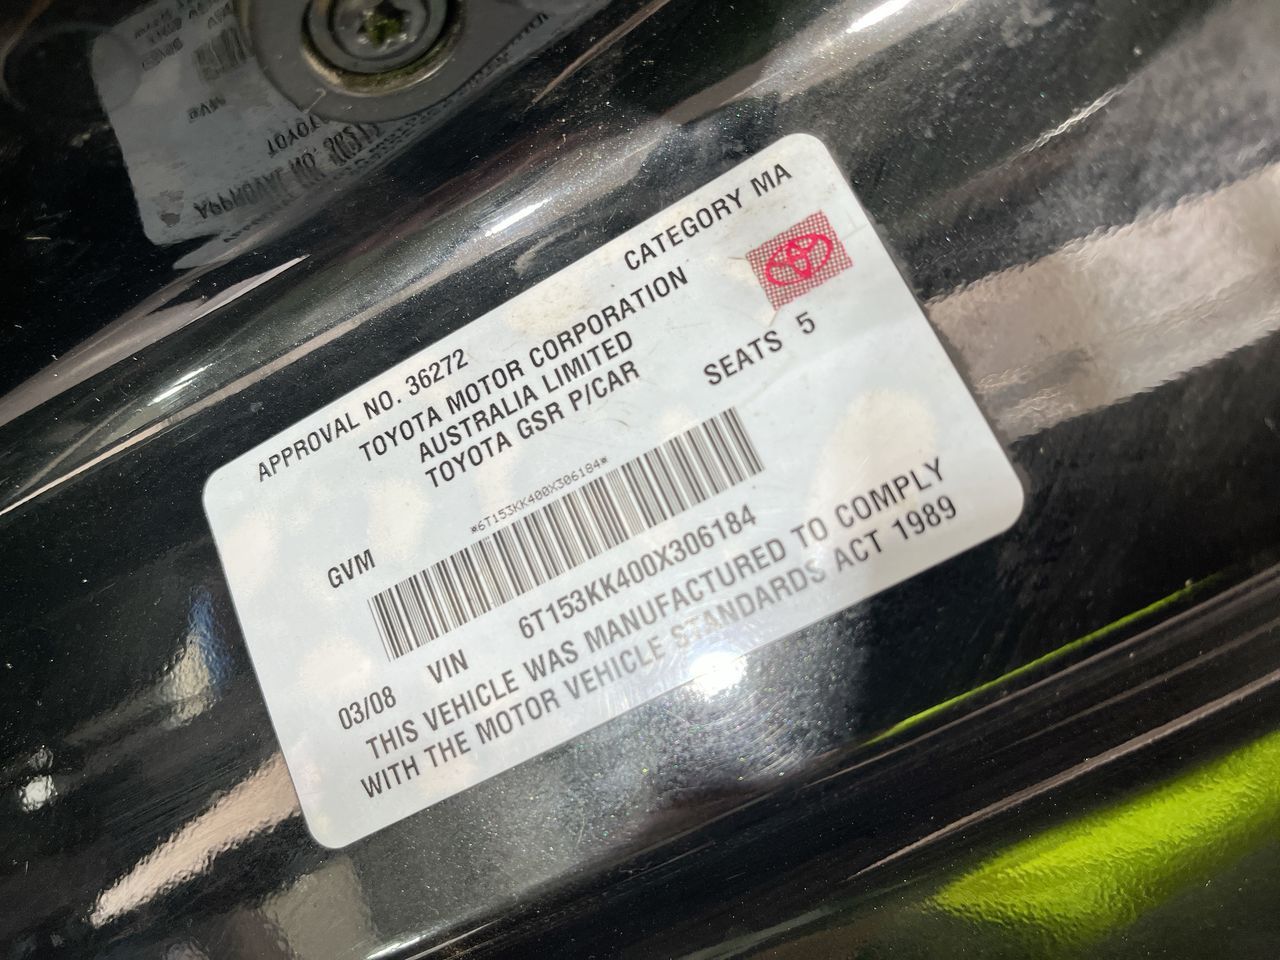 APPROVAL NO. 36272 CATEGORY MA
TOYOTA MOTOR CORPORATION
AUSTRALIA LIMITED
TOYOTA GSR P/CAR SEATS 5
*6T153KK400X306184*
GVM
03/08 VIN 6T153KK400X306184
THIS VEHICLE WAS MANUFACTURED TO COMPLY
WITH THE MOTOR VEHICLE STANDARDS ACT 1989